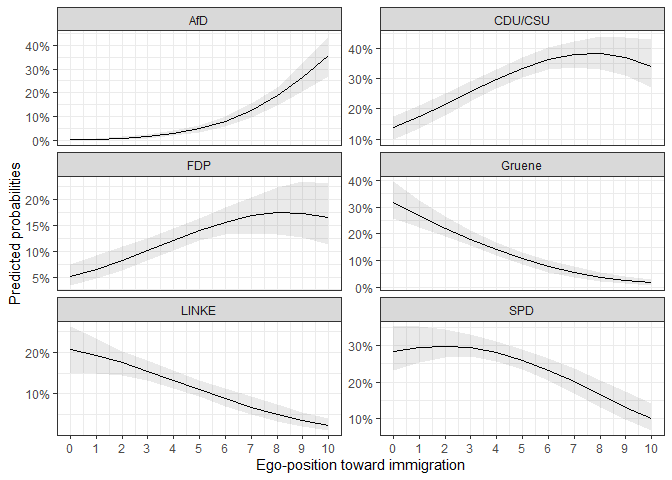 AfD
CDU/CSU
40%
30%
20%
10%
0%
40%
30%
20%
10%
FDP
Gruene
20%
15%
10%
5%
40%
30%
20%
10%
0%
LINKE
SPD
20%
10%
30%
20%
10%
0 1 2 3 4 5 6 7 8 9 10
0 1 2 3 4 5 6 7 8 9 10
Predicted probabilities
Ego-position toward immigration